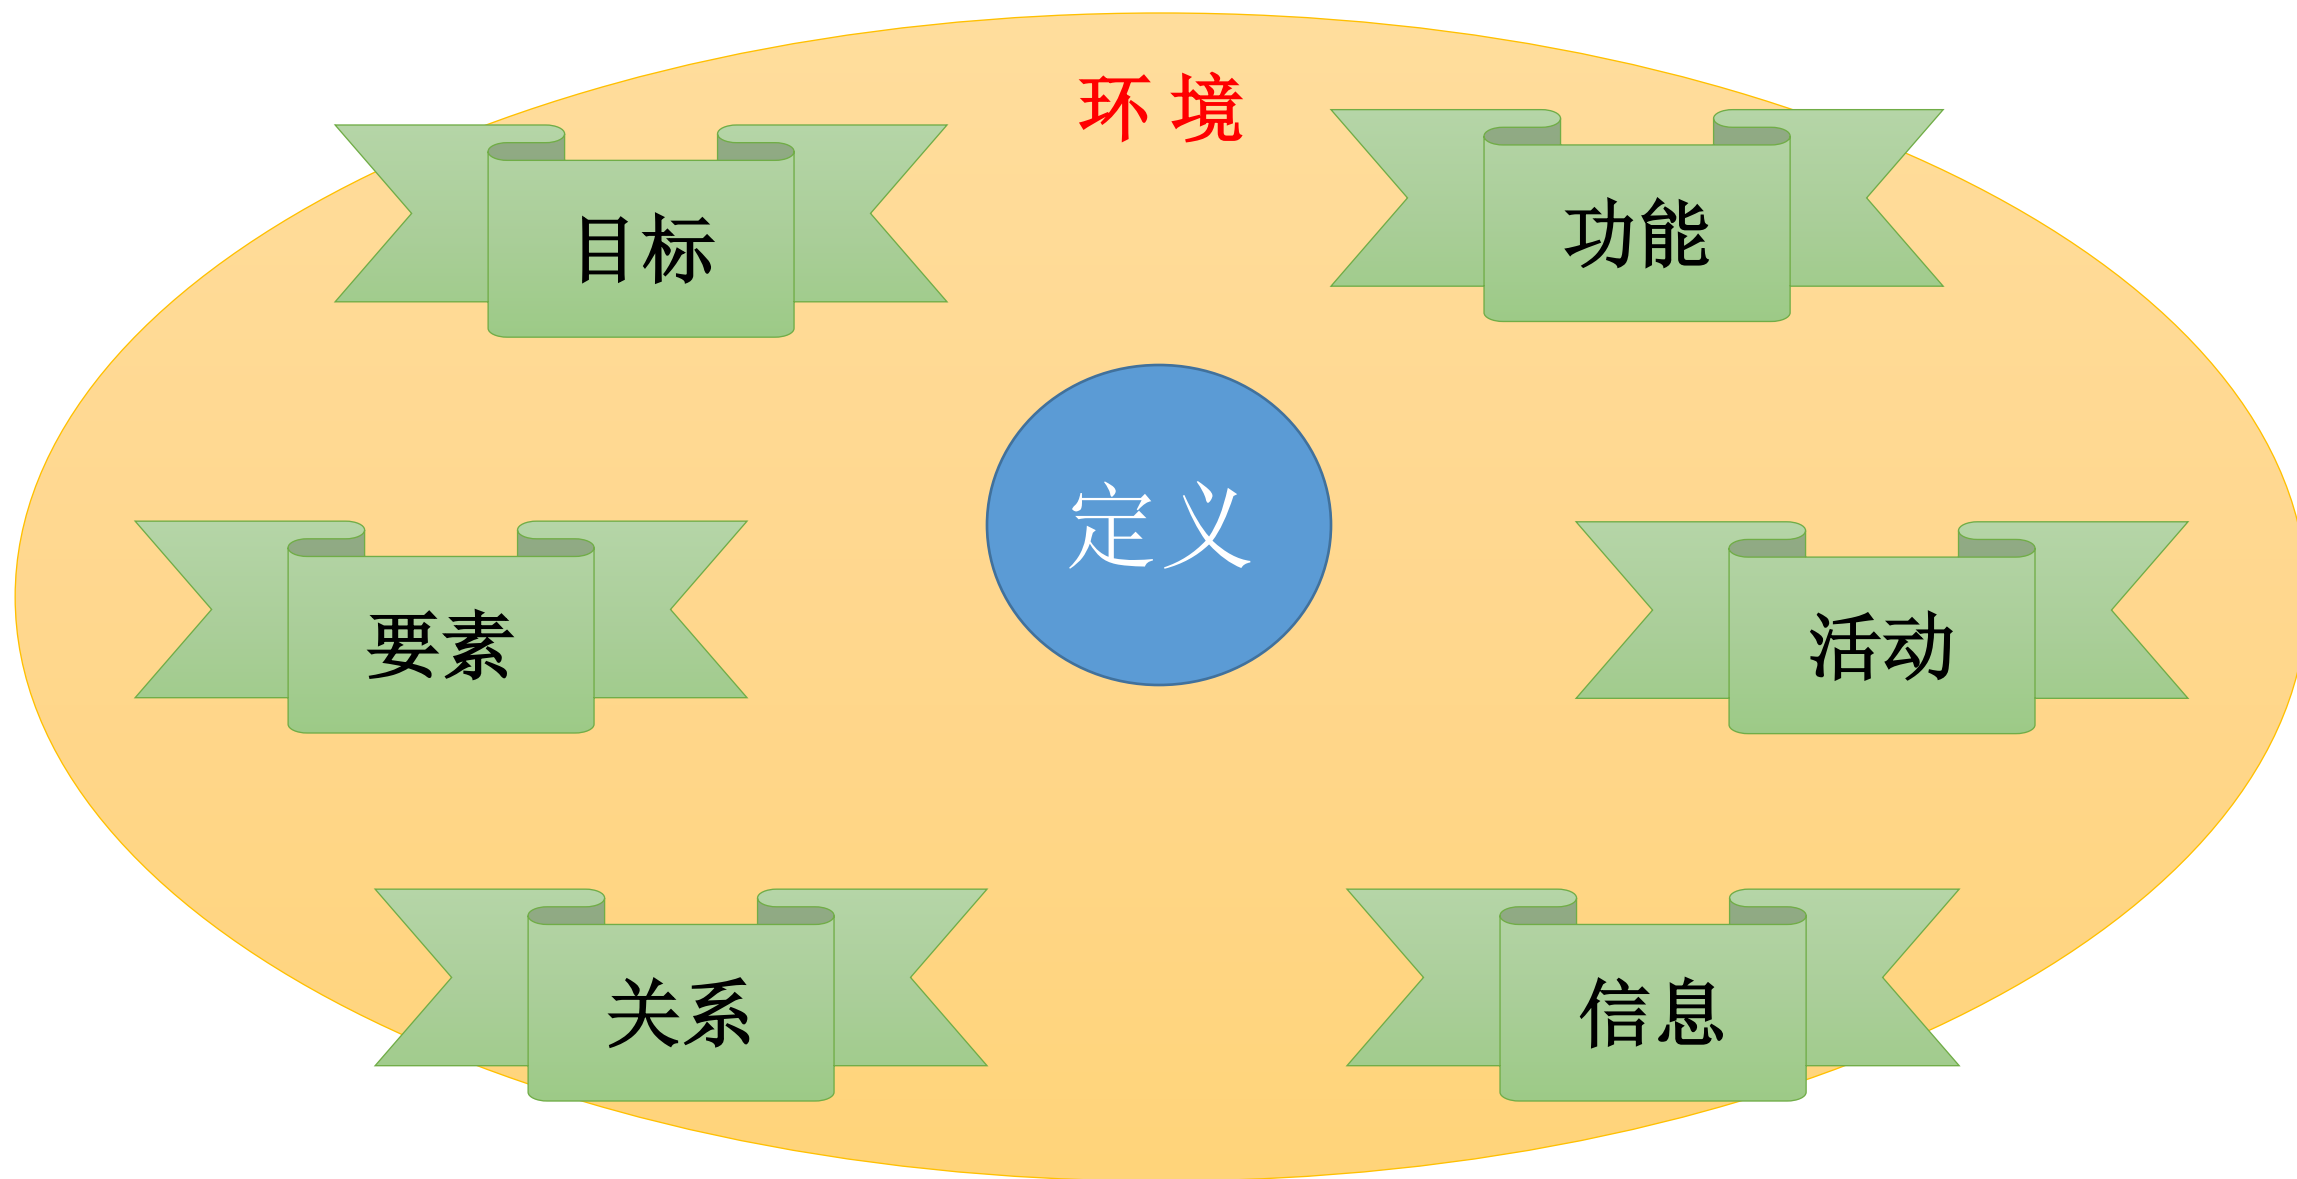 环 境
目标
功能
定义
要素
活动
关系
信息